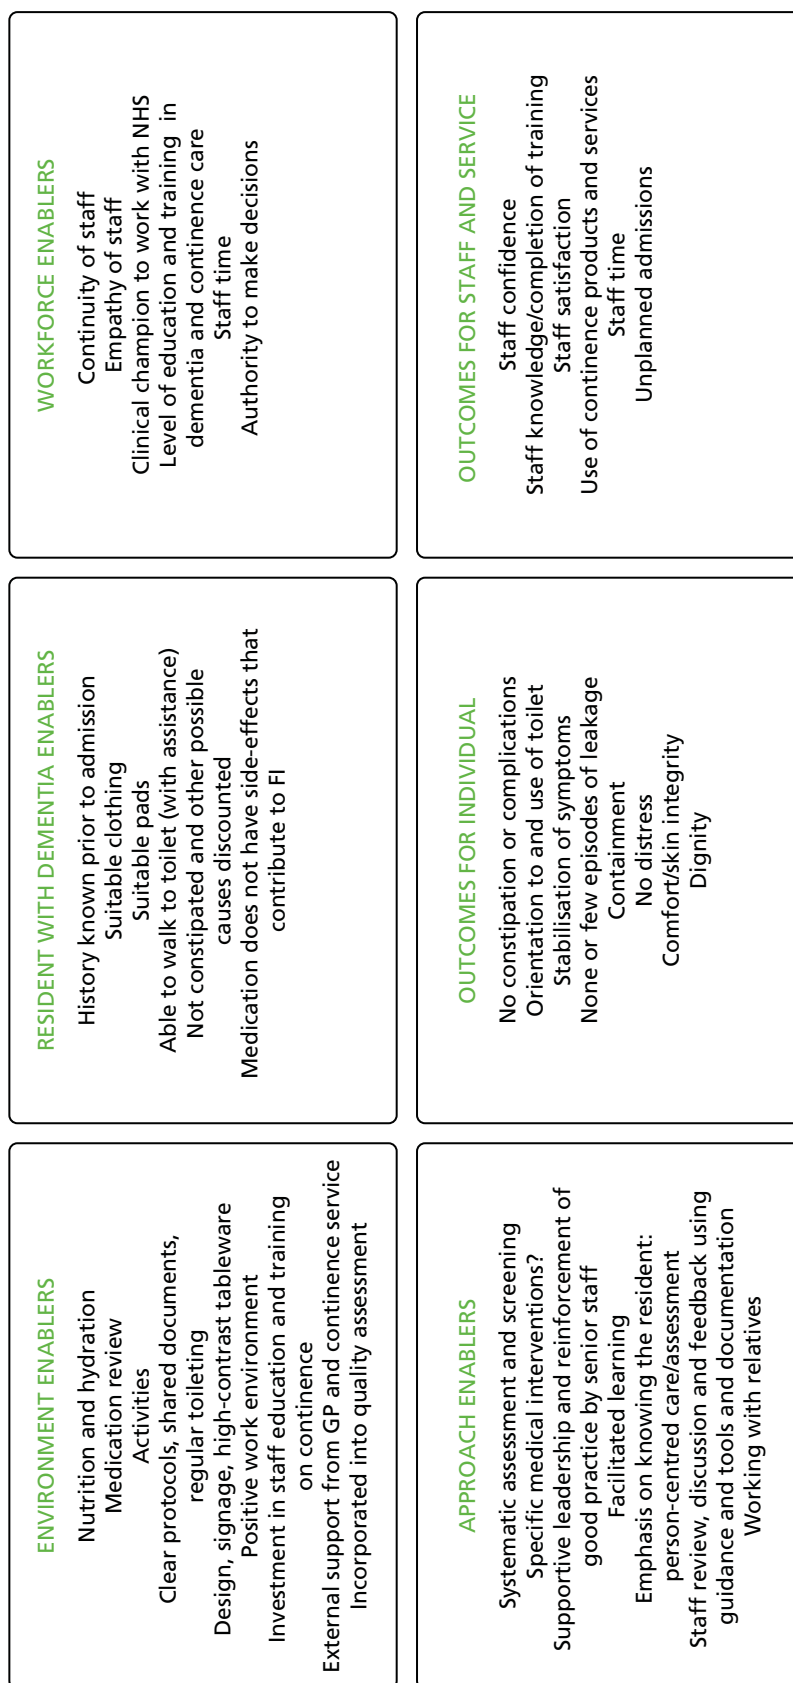 ENVIRONMENT ENABLERS
Nutrition and hydration
Medication review
Activities
Clear protocols, shared documents,
regular toileting
Design, signage, high-contrast tableware
Positive work environment
Investment in staff education and training
on continence
External support from GP and continence service
Incorporated into quality assessment
RESIDENT WITH DEMENTIA ENABLERS
History known prior to admission
Suitable clothing
Suitable pads
Able to walk to toilet (with assistance)
Not constipated and other possible
causes discounted
Medication does not have side-effects that
contribute to FI
WORKFORCE ENABLERS
Continuity of staff
Empathy of staff
Clinical champion to work with NHS
Level of education and training in
dementia and continence care
Staff time
Authority to make decisions
APPROACH ENABLERS
Systematic assessment and screening
Specific medical interventions?
Supportive leadership and reinforcement of
good practice by senior staff
Facilitated learning
Emphasis on knowing the resident:
person-centred care/assessment
Staff review, discussion and feedback using
guidance and tools and documentation
Working with relatives
OUTCOMES FOR INDIVIDUAL
No constipation or complications
Orientation to and use of toilet
Stabilisation of symptoms
None or few episodes of leakage
Containment
No distress
Comfort/skin integrity
Dignity
OUTCOMES FOR STAFF AND SERVICE
Staff confidence
Staff knowledge/completion of training
Staff satisfaction
Use of continence products and services
Staff time
Unplanned admissions